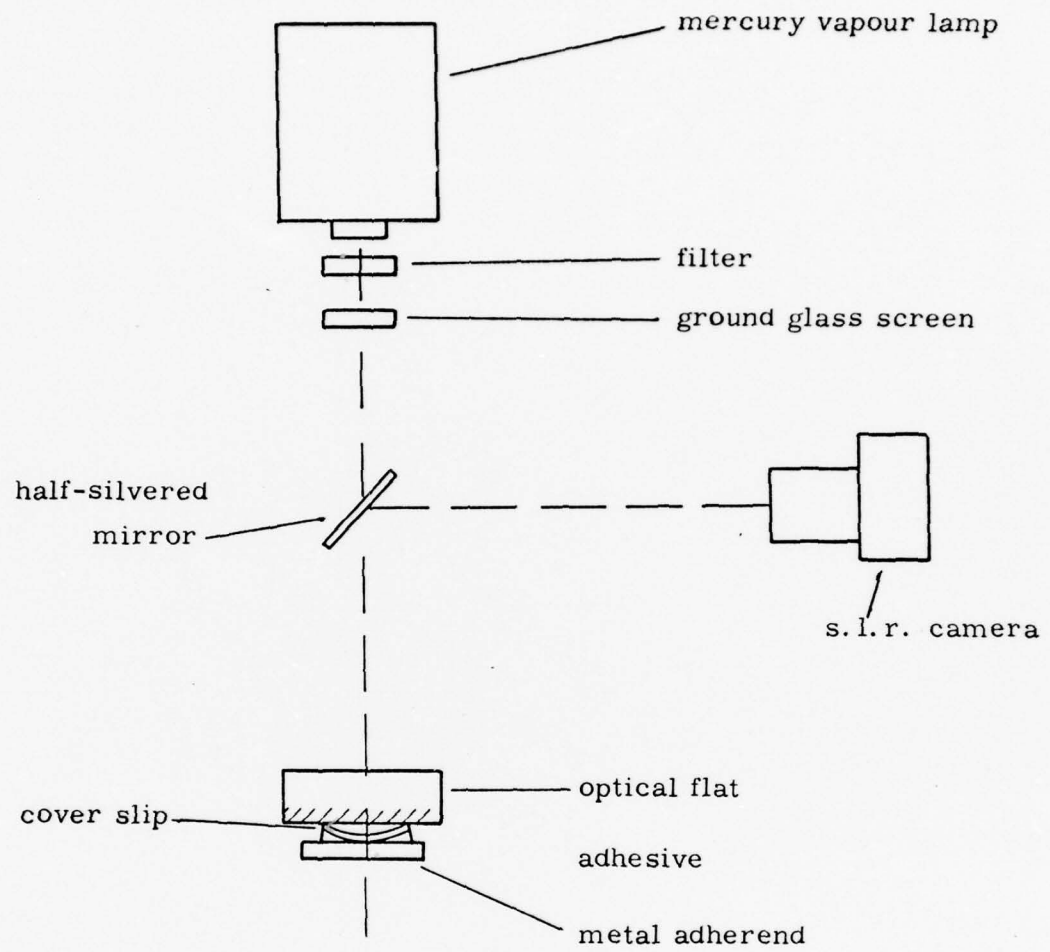 mercury vapour lamp
filter
ground glass screen
half-silvered
mirror
s.l.r. camera
optical flat
cover slip
adhesive
metal adherend